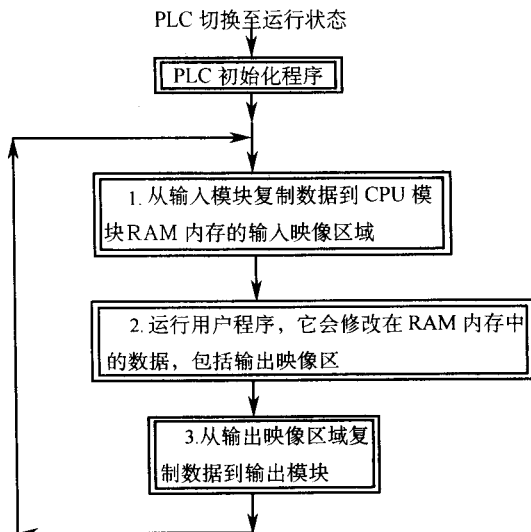 PLC 切换至运行状态
PLC 初始化程序
1. 从输入模块复制数据到 CPU 模
块RAM 内存的输入映像区域
2. 运行用户程序，它会修改在 RAM 内存中
的数据，包括输出映像区
3.从输出映像区域复
制数据到输出模块